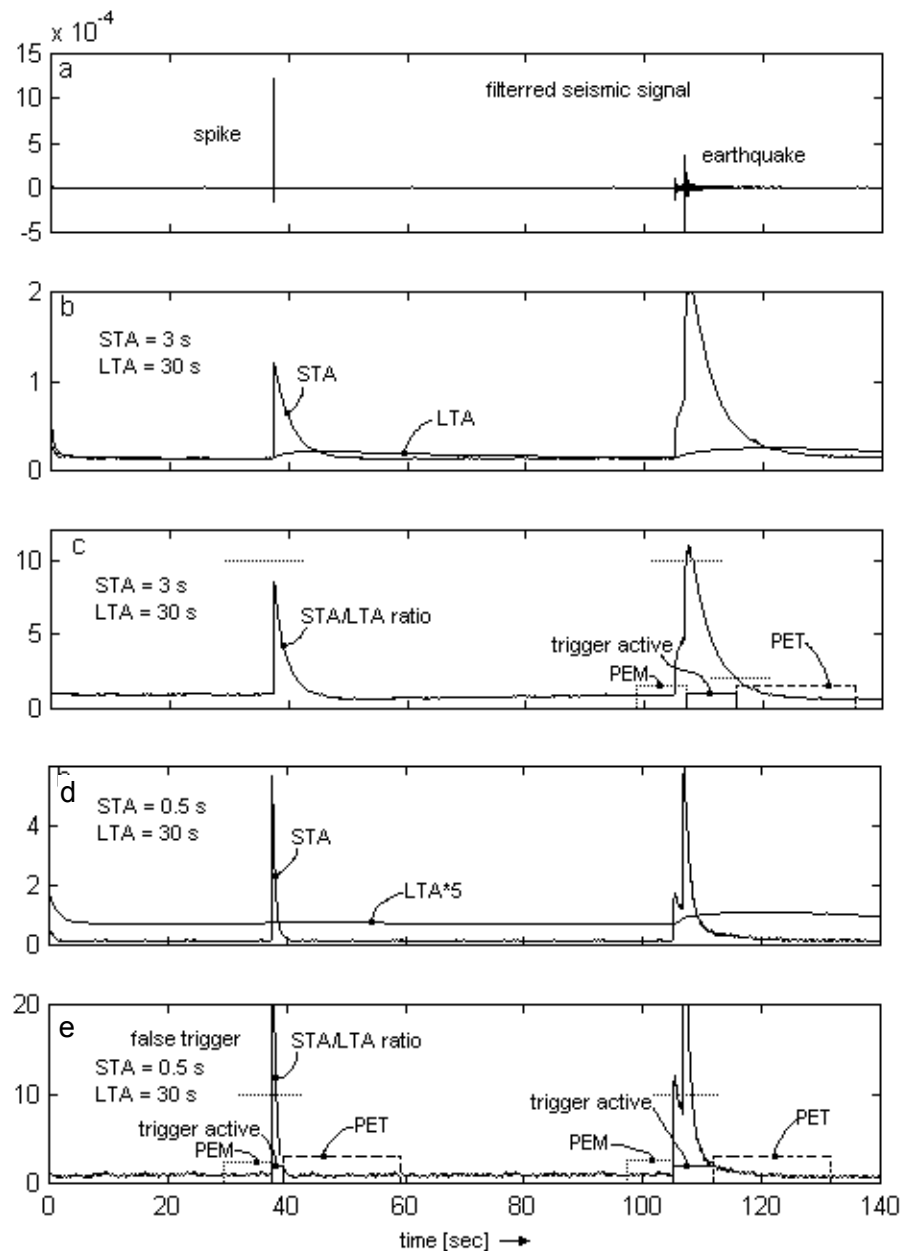 x 10^-4
15
a
10
filterred seismic signal
spike
5
earthquake
0
-5
2
b
STA = 3 s
LTA = 30 s
STA
1
LTA
0
c
10
STA = 3 s
LTA = 30 s
STA/LTA ratio
5
trigger active
PET
PEM
0
d
STA = 0.5 s
LTA = 30 s
4
STA
2
LTA*5
0
20
e
false trigger
STA/LTA ratio
STA = 0.5 s
LTA = 30 s
10
trigger active
trigger active
PET
PET
PEM
PEM
0
0 20 40 60 80 100 120 140
time [sec]